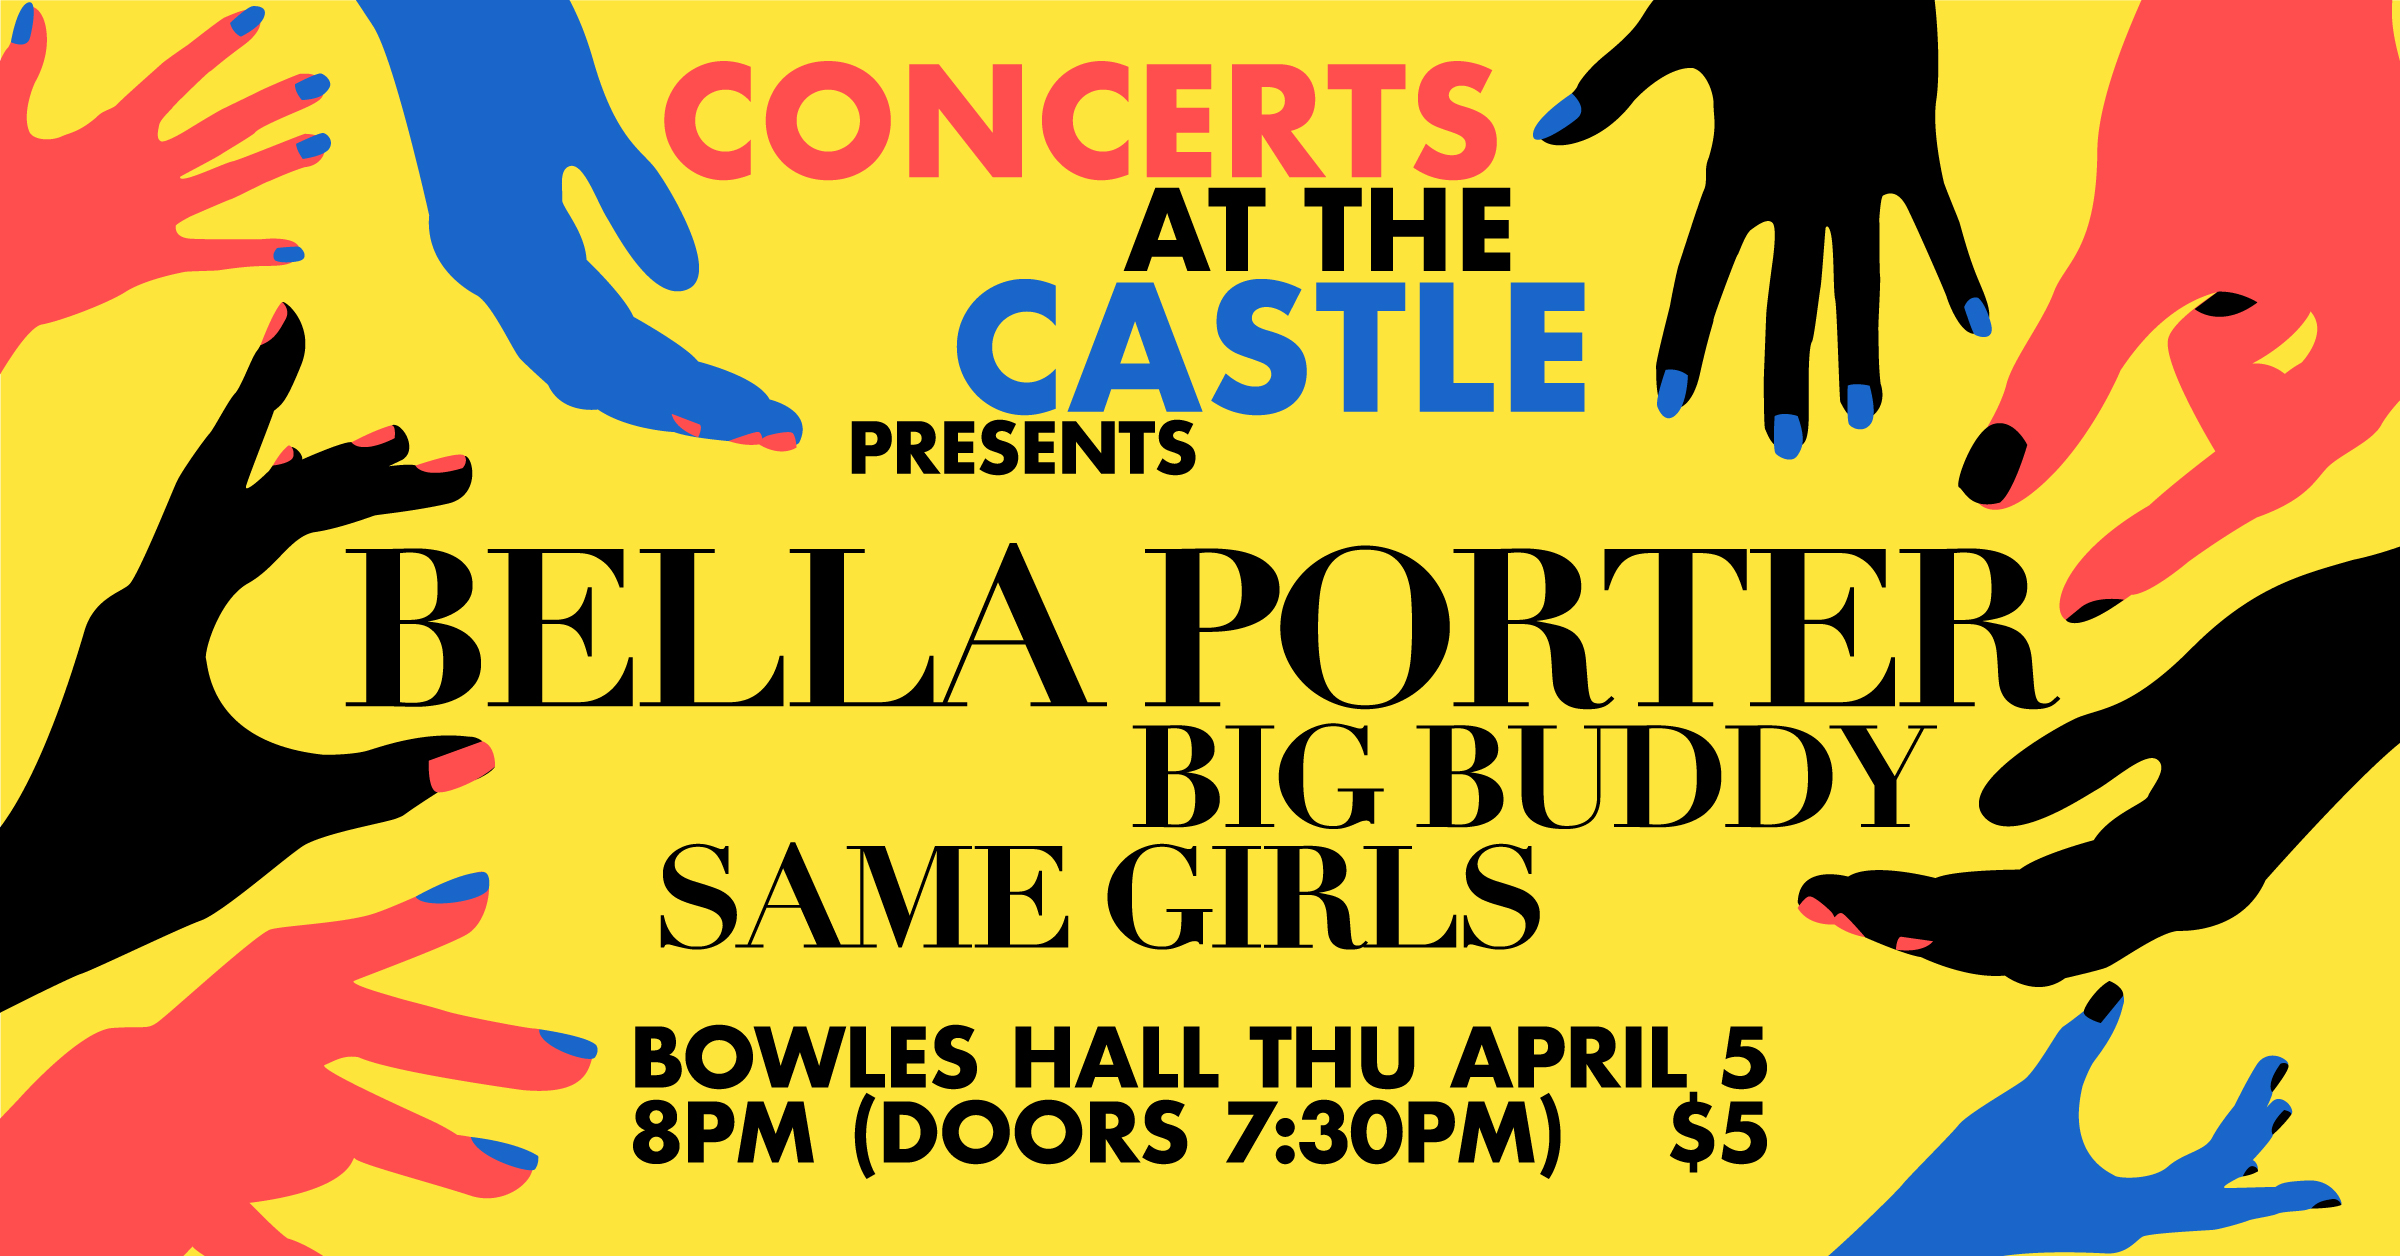 CONCERTS
AT THE
CASTLE
PRESENTS
BELLA PORTER
BIG BUDDY
SAME GIRLS
BOWLES HALL THU APRIL 5
8PM (DOORS 7:30PM) $5